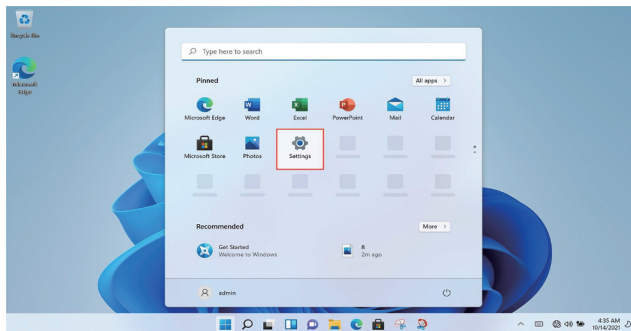 Recycle Bin
Microsoft
Edge
Type here to search
Pinned
All apps >
Microsoft Edge
Word
Excel
PowerPoint
Mail
Calendar
Microsoft Store
Photos
Settings
Recommended
More >
Get Started
Welcome to Windows
8
2m ago
admin
4:35 AM
10/14/2021